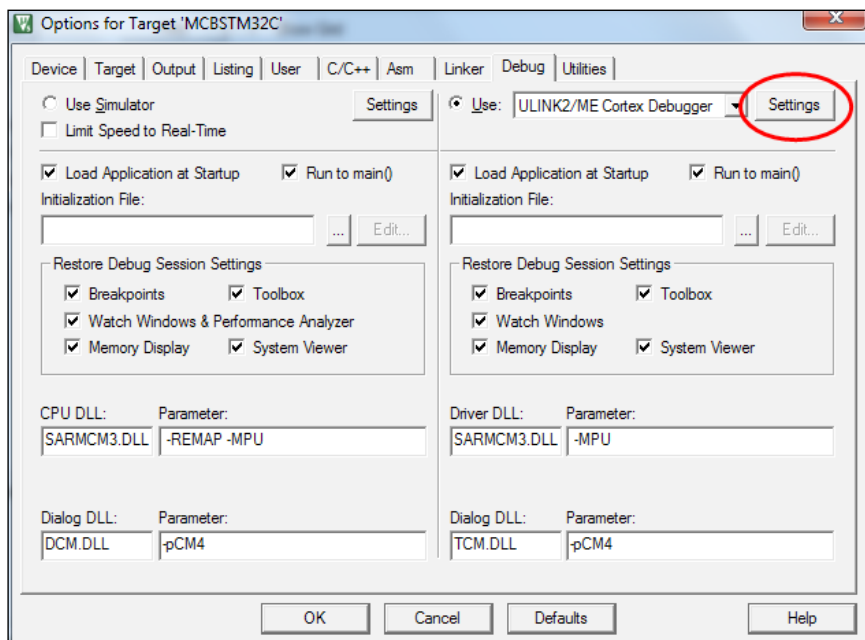 Options for Target 'MCBSTM32C'
Device Target Output Listing User C/C++ Asm Linker Debug Utilities
Use Simulator Settings Use: ULINK2/ME Cortex Debugger Settings
Limit Speed to Real-Time
Load Application at Startup Run to main() Load Application at Startup Run to main()
Initialization File: Initialization File:
... Edit... ... Edit...
Restore Debug Session Settings Restore Debug Session Settings
Breakpoints Toolbox Breakpoints Toolbox
Watch Windows & Performance Analyzer Watch Windows
Memory Display System Viewer Memory Display System Viewer
CPU DLL: Parameter: Driver DLL: Parameter:
SARMCM3.DLL -REMAP -MPU SARMCM3.DLL -MPU
Dialog DLL: Parameter: Dialog DLL: Parameter:
DCM.DLL -pCM4 TCM.DLL -pCM4
OK Cancel Defaults Help